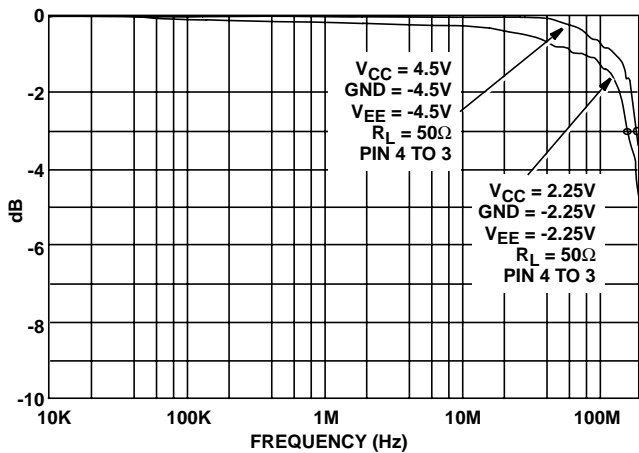 0
-2
-4
-6
-8
-10
dB
V_CC = 4.5V
GND = -4.5V
V_EE = -4.5V
R_L = 50Ω
PIN 4 TO 3
V_CC = 2.25V
GND = -2.25V
V_EE = -2.25V
R_L = 50Ω
PIN 4 TO 3
10K 100K 1M 10M 100M
FREQUENCY (Hz)